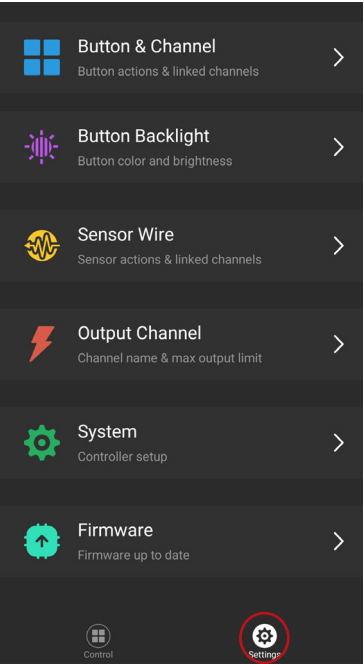 Button & Channel
Button actions & linked channels
Button Backlight
Button color and brightness
Sensor Wire
Sensor actions & linked channels
Output Channel
Channel name & max output limit
System
Controller setup
Firmware
Firmware up to date
Control
Settings